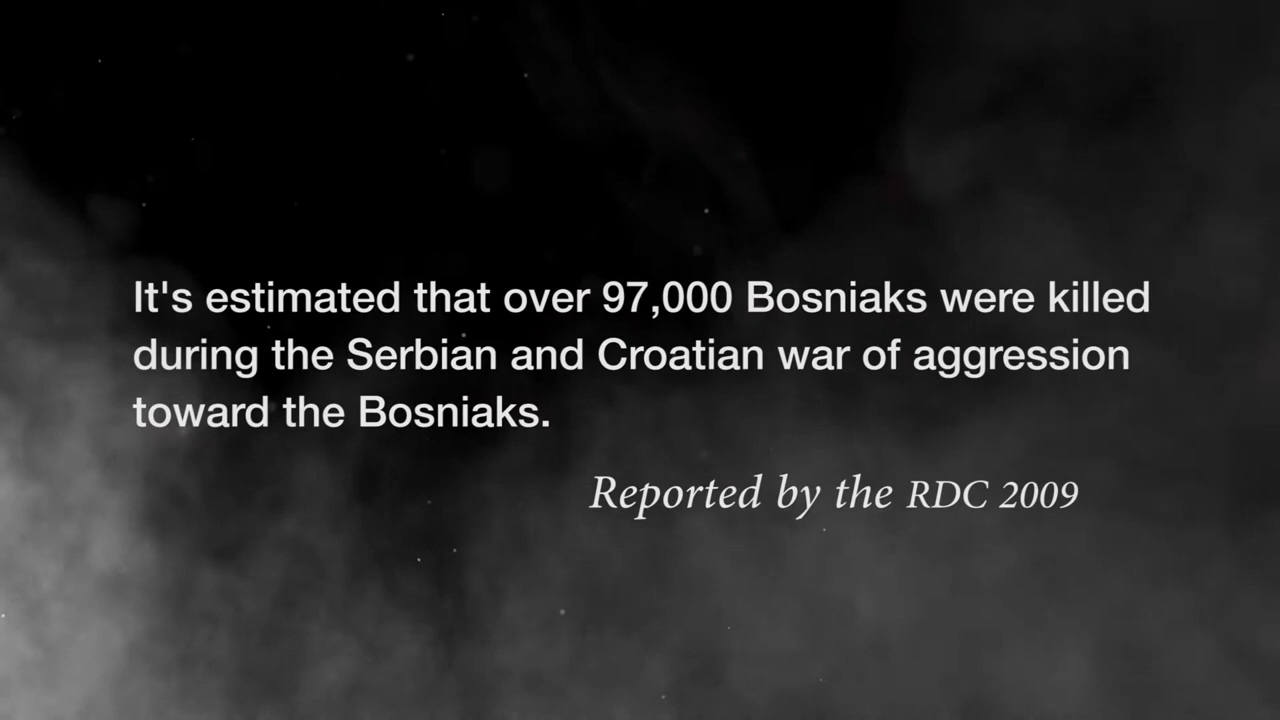 It's estimated that over 97,000 Bosniaks were killed
during the Serbian and Croatian war of aggression
toward the Bosniaks.
Reported by the RDC 2009